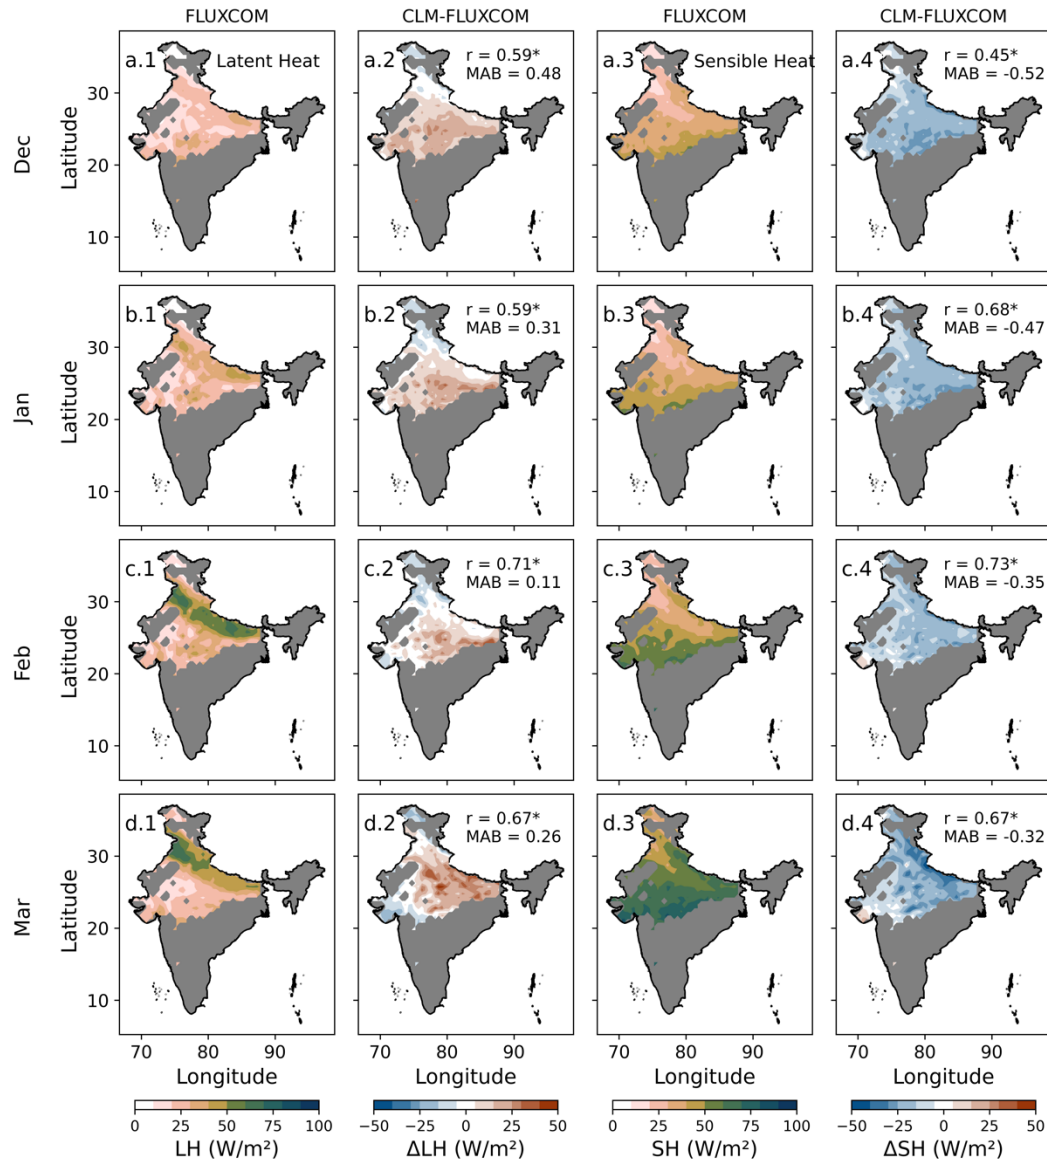 FLUXCOM CLM-FLUXCOM FLUXCOM CLM-FLUXCOM
a.1 Latent Heat
a.2 r = 0.59*
MAB = 0.48
a.3 Sensible Heat
a.4 r = 0.45*
MAB = -0.52
30
20
10
Latitude
Dec
b.1
b.2 r = 0.59*
MAB = 0.31
b.3
b.4 r = 0.68*
MAB = -0.47
30
20
10
Latitude
Jan
c.1
c.2 r = 0.71*
MAB = 0.11
c.3
c.4 r = 0.73*
MAB = -0.35
30
20
10
Latitude
Feb
d.1
d.2 r = 0.67*
MAB = 0.26
d.3
d.4 r = 0.67*
MAB = -0.32
30
20
10
Latitude
Mar
70 80 90 70 80 90 70 80 90 70 80 90
Longitude Longitude Longitude Longitude
0 25 50 75 100 −50 −25 0 25 50 0 25 50 75 100 −50 −25 0 25 50
LH (W/m²) ΔLH (W/m²) SH (W/m²) ΔSH (W/m²)